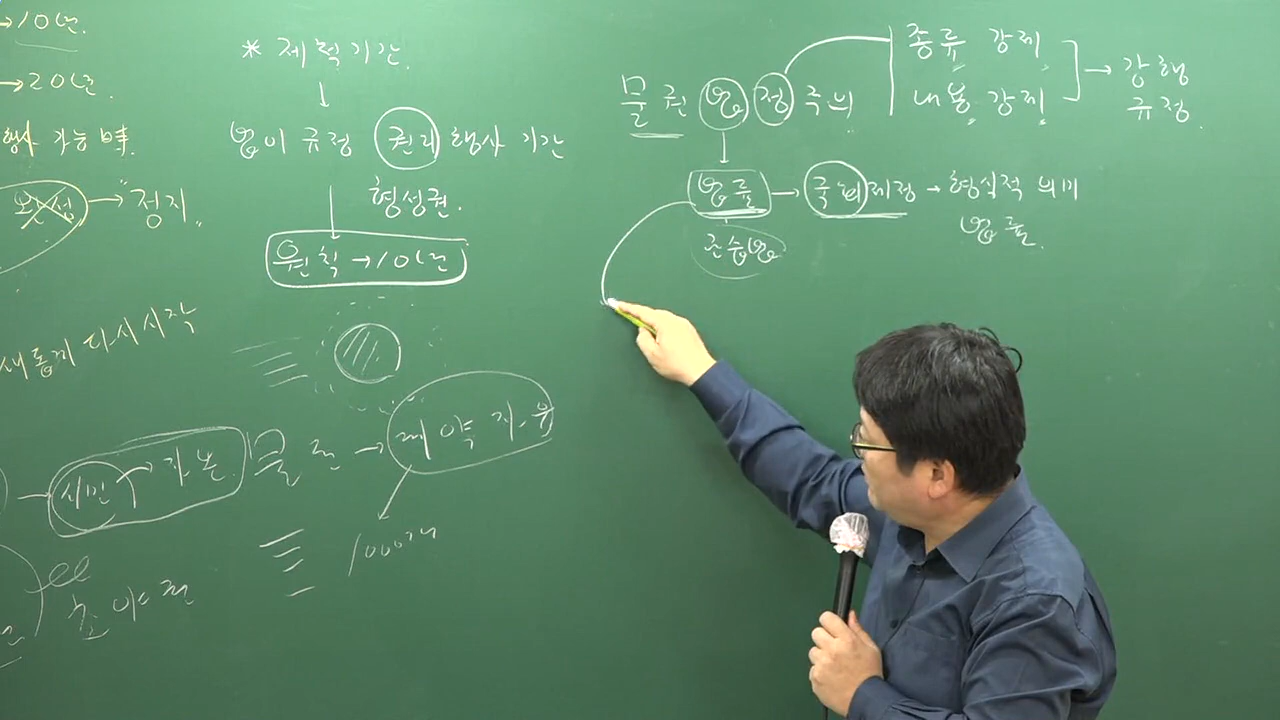 →10년.
→20년.
행사 가능 때.
완성 → "정지"
새롭게 다시 시작
시민 → 자본
* 제척기간
↓
법이 규정 권리 행사 기간
형성권.
원칙→10년
물권 → 계약 자유
1000개
물권 법정 주의
종류 강제
내용 강제
→ 강행
규정.
법률 → 국회제정 → 형식적 의미
법률.
관습법